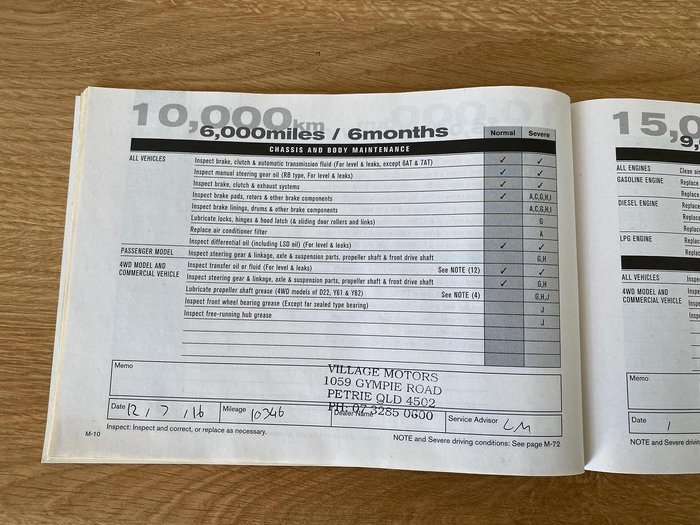 10,000km
6,000miles / 6months
Normal Severe
CHASSIS AND BODY MAINTENANCE
ALL VEHICLES Inspect brake, clutch & automatic transmission fluid (For level & leaks, except 6AT & 7AT) ✓ ✓
Inspect manual steering gear oil (RB type, For level & leaks) ✓ ✓
Inspect brake, clutch & exhaust systems ✓ ✓
Inspect brake pads, rotors & other brake components ✓ A,C,G,H,I
Inspect brake linings, drums & other brake components A,C,G,H,I
Lubricate locks, hinges & hood latch (& sliding door rollers and links) G
Replace air conditioner filter A
Inspect differential oil (including LSD oil) (For level & leaks) ✓ ✓
PASSENGER MODEL Inspect steering gear & linkage, axle & suspension parts, propeller shaft & front drive shaft G,H
4WD MODEL AND COMMERCIAL VEHICLE Inspect transfer oil or fluid (For level & leaks) See NOTE (12) ✓ ✓
Inspect steering gear & linkage, axle & suspension parts, propeller shaft & front drive shaft ✓ G,H
Lubricate propeller shaft grease (4WD models of D22, Y61 & Y62) See NOTE (4) G,H,J
Inspect front wheel bearing grease (Except for sealed type bearing) J
Inspect free-running hub grease J
Memo
VILLAGE MOTORS
1059 GYMPIE ROAD
PETRIE QLD 4502
PH: 07 3285 0600
Date 12, 7, 16 Mileage 10346 Dealer Name Service Advisor LM
M-10 Inspect: Inspect and correct, or replace as necessary. NOTE and Severe driving conditions: See page M-72
15,0
9,
ALL ENGINES Clean air
GASOLINE ENGINE Replace
Replace
DIESEL ENGINE Replace
Replace
Replace
LPG ENGINE Replace
ALL VEHICLES Inspect
4WD MODEL AND COMMERCIAL VEHICLE Replace
Inspe
Memo
Date /
Inspect: